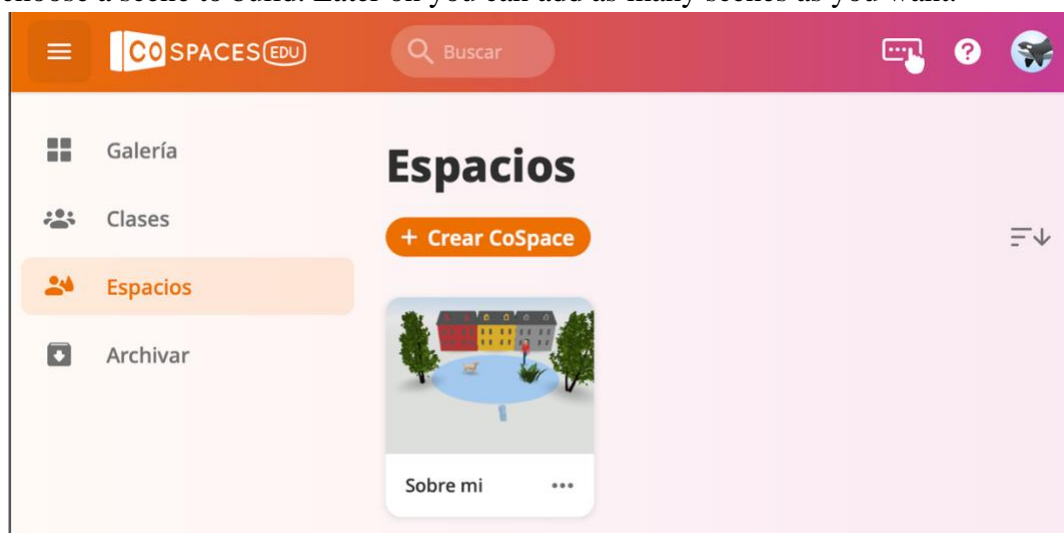 choose a scene to build. Later on you can add as many scenes as you want.
CO SPACES EDU
Buscar
?
Galería
Espacios
Clases
+ Crear CoSpace
Espacios
Archivar
Sobre mi